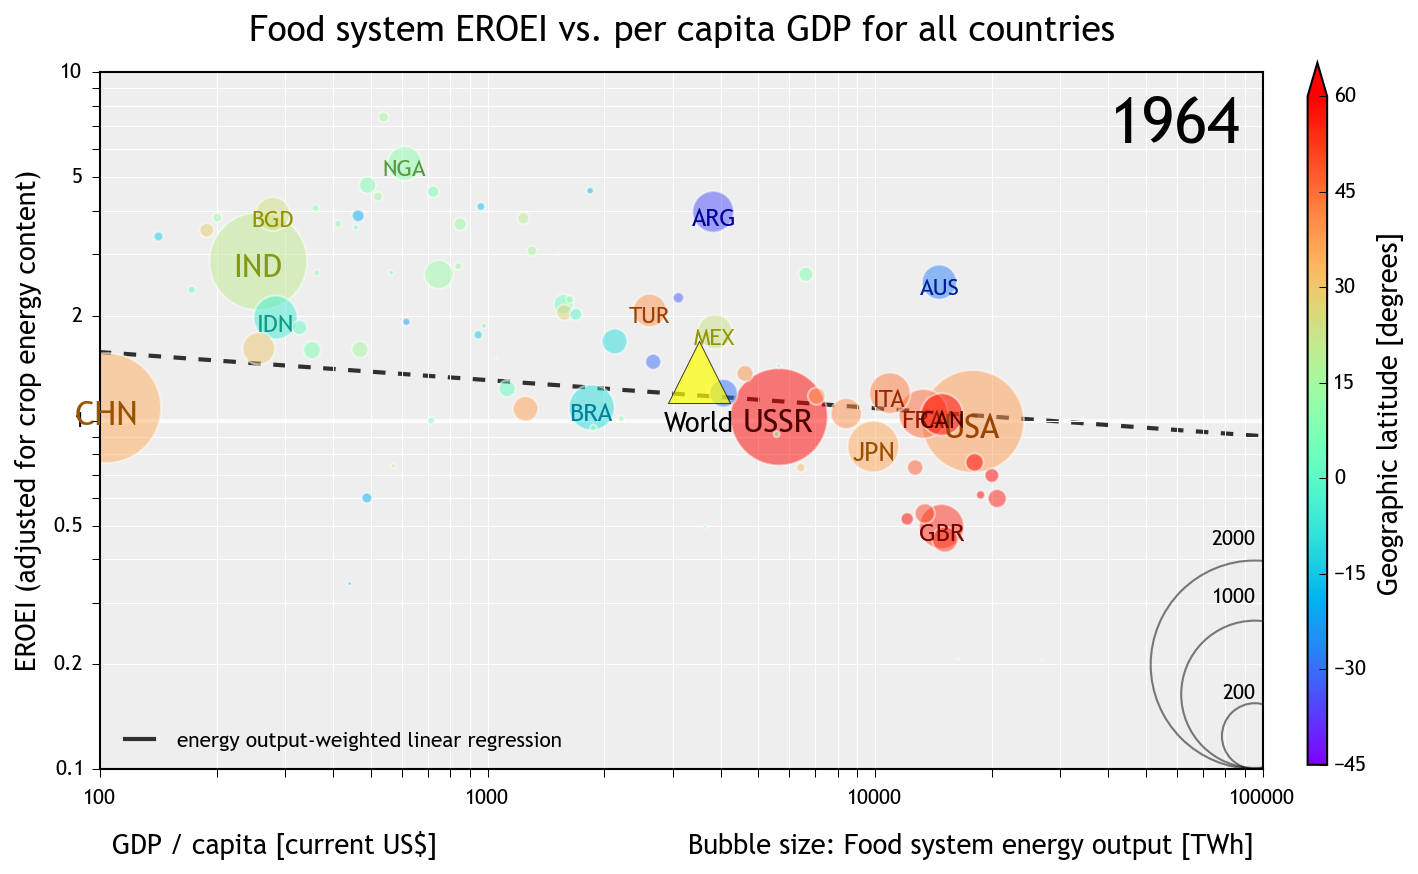 Food system EROEI vs. per capita GDP for all countries
1964
EROEI (adjusted for crop energy content)
10
5
2
1
0.5
0.2
0.1
NGA
BGD
IND
IDN
ARG
AUS
TUR
MEX
CHN
BRA
World
USSR
ITA
FRA
CAN
USA
JPN
GBR
2000
1000
200
energy output-weighted linear regression
100
1000
10000
100000
GDP / capita [current US$]
Bubble size: Food system energy output [TWh]
60
45
30
15
0
−15
−30
−45
Geographic latitude [degrees]